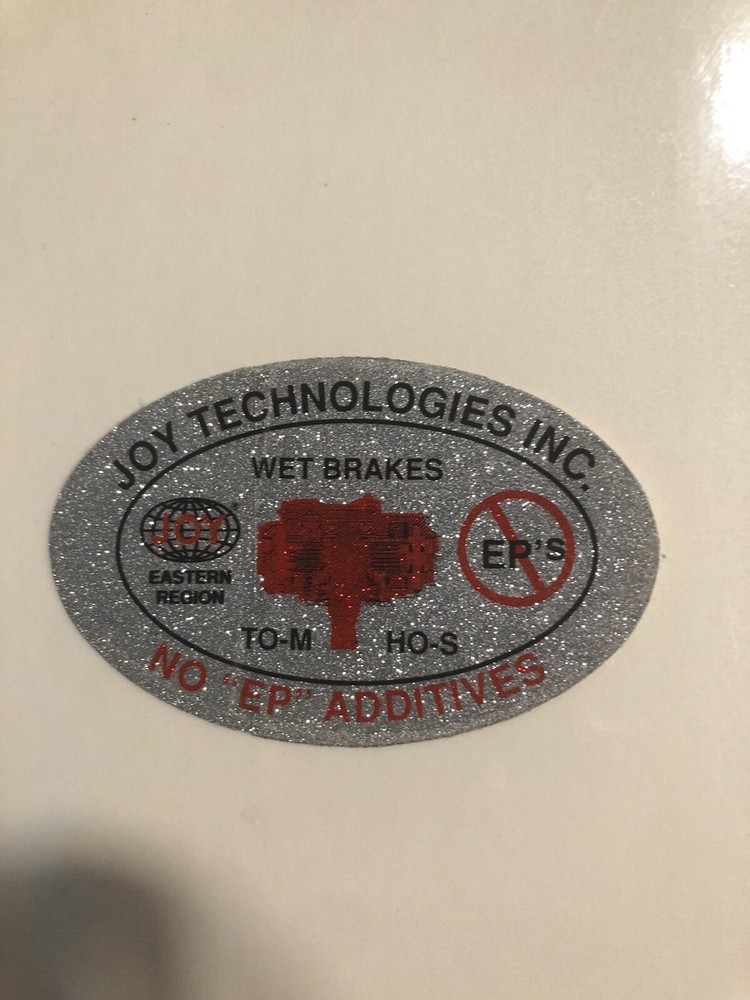 JOY TECHNOLOGIES INC.
WET BRAKES
JOY
EASTERN
REGION
EP's
TO-M HO-S
NO "EP" ADDITIVES